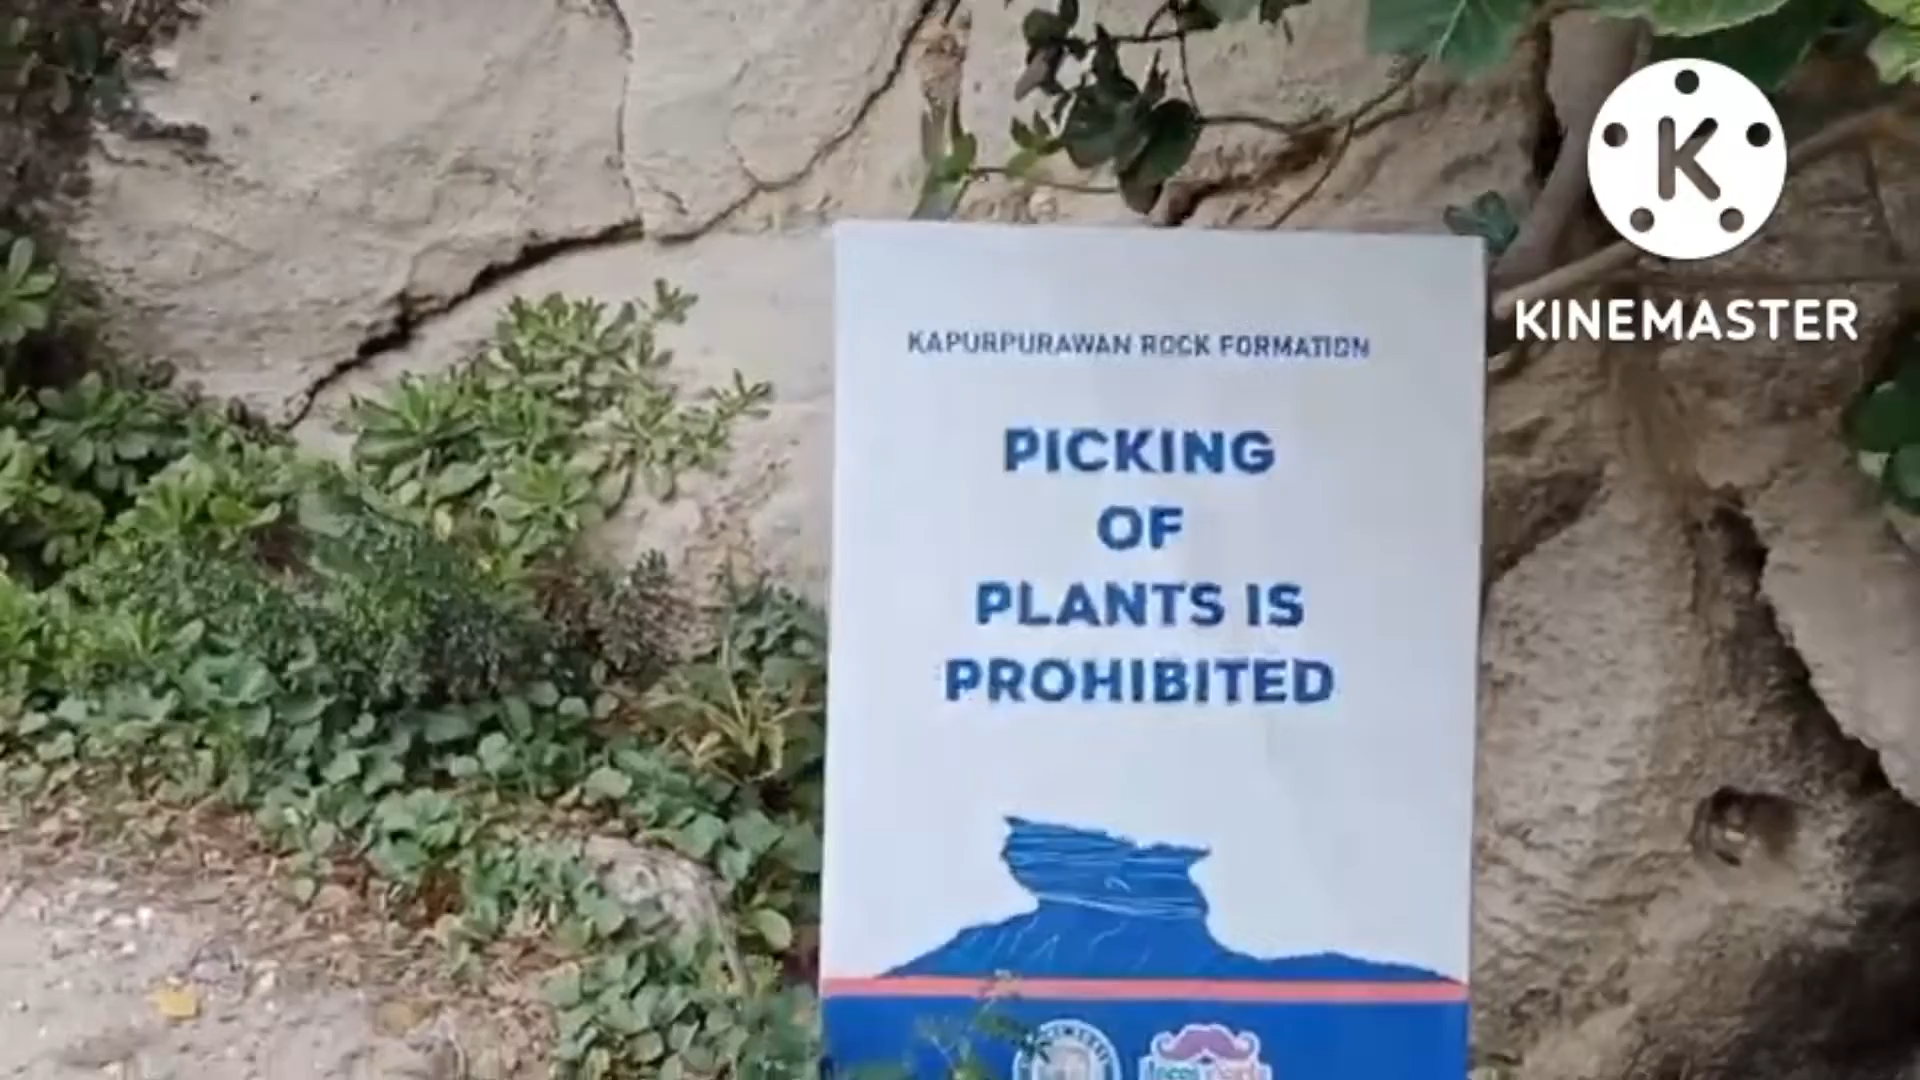 K
KINEMASTER
KAPURPURAWAN ROCK FORMATION
PICKING
OF
PLANTS IS
PROHIBITED